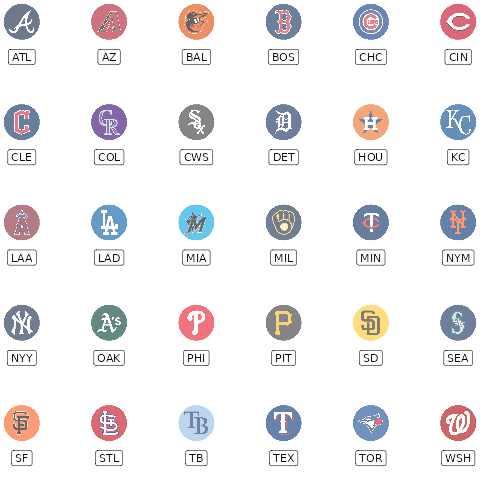 ATL AZ BAL BOS CHC CIN
CLE COL CWS DET HOU KC
LAA LAD MIA MIL MIN NYM
NYY OAK PHI PIT SD SEA
SF STL TB TEX TOR WSH